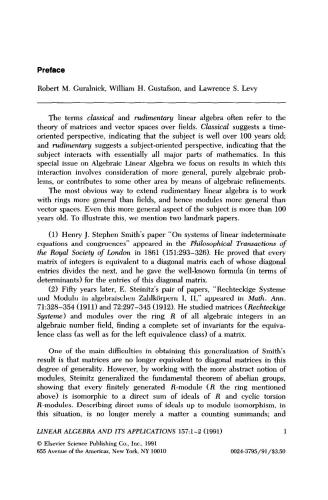 Preface
Robert M. Guralnick, William H. Gustafson, and Lawrence S. Levy
The terms classical and rudimentary linear algebra often refer to the
theory of matrices and vector spaces over fields. Classical suggests a time-
oriented perspective, indicating that the subject is well over 100 years old;
and rudimentary suggests a subject-oriented perspective, indicating that the
subject interacts with essentially all major parts of mathematics. In this
special issue on Algebraic Linear Algebra we focus on results in which this
interaction involves consideration of more general, purely algebraic prob-
lems, or contributes to some other area by means of algebraic refinements.
The most obvious way to extend rudimentary linear algebra is to work
with rings more general than fields, and hence modules more general than
vector spaces. Even this more general aspect of the subject is more than 100
years old. To illustrate this, we mention two landmark papers.
(1) Henry J. Stephen Smith's paper "On systems of linear indeterminate
equations and congruences" appeared in the Philosophical Transactions of
the Royal Society of London in 1861 (151:293–326). He proved that every
matrix of integers is equivalent to a diagonal matrix each of whose diagonal
entries divides the next, and he gave the well-known formula (in terms of
determinants) for the entries of this diagonal matrix.
(2) Fifty years later, E. Steinitz's pair of papers, "Rechteckige Systeme
und Moduln in algebraischen Zahlkörpern I, II," appeared in Math. Ann.
71:328–354 (1911) and 72:297–345 (1912). He studied matrices (Rechteckige
Systeme) and modules over the ring R of all algebraic integers in an
algebraic number field, finding a complete set of invariants for the equiva-
lence class (as well as for the left equivalence class) of a matrix.
One of the main difficulties in obtaining this generalization of Smith's
result is that matrices are no longer equivalent to diagonal matrices in this
degree of generality. However, by working with the more abstract notion of
modules, Steinitz generalized the fundamental theorem of abelian groups,
showing that every finitely generated R-module (R the ring mentioned
above) is isomorphic to a direct sum of ideals of R and cyclic torsion
R-modules. Describing direct sums of ideals up to module isomorphism, in
this situation, is no longer merely a matter a counting summands; and
LINEAR ALGEBRA AND ITS APPLICATIONS 157:1–2 (1991) 1
© Elsevier Science Publishing Co., Inc., 1991
655 Avenue of the Americas, New York, NY 10010 0024-3795/91/$3.50